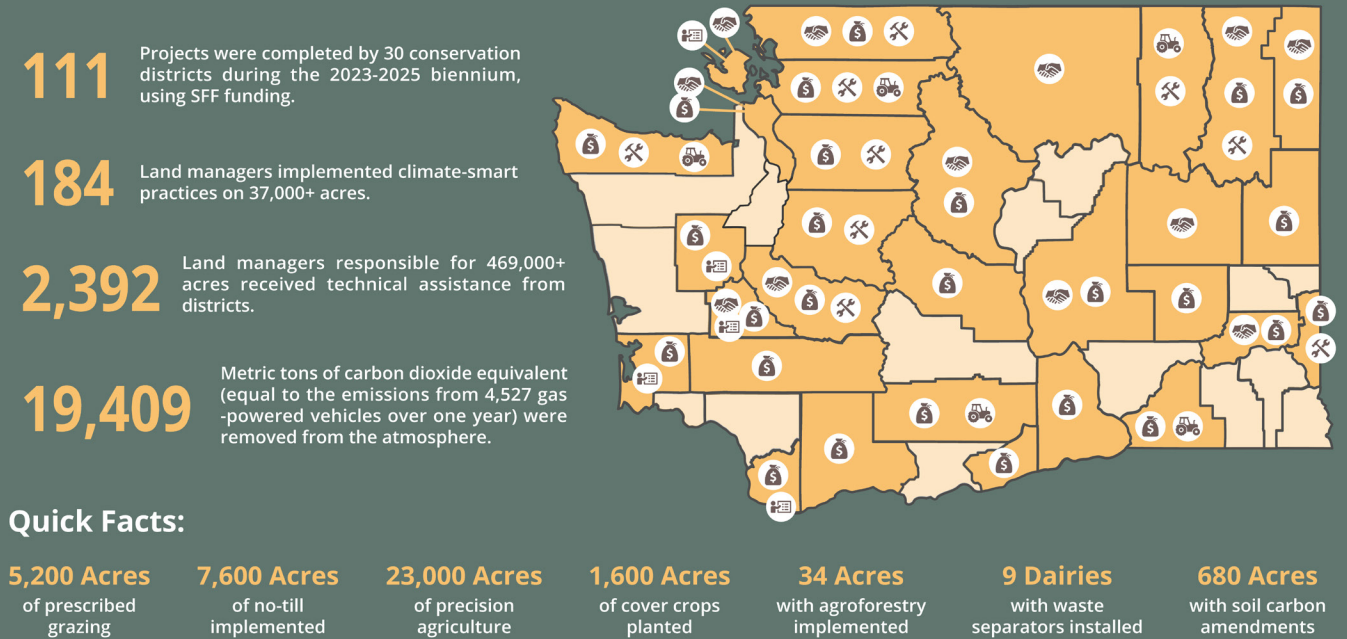 111
Projects were completed by 30 conservation
districts during the 2023-2025 biennium,
using SFF funding.
184
Land managers implemented climate-smart
practices on 37,000+ acres.
2,392
Land managers responsible for 469,000+
acres received technical assistance from
districts.
19,409
Metric tons of carbon dioxide equivalent
(equal to the emissions from 4,527 gas
-powered vehicles over one year) were
removed from the atmosphere.
Quick Facts:
5,200 Acres
of prescribed
grazing
7,600 Acres
of no-till
implemented
23,000 Acres
of precision
agriculture
1,600 Acres
of cover crops
planted
34 Acres
with agroforestry
implemented
9 Dairies
with waste
separators installed
680 Acres
with soil carbon
amendments